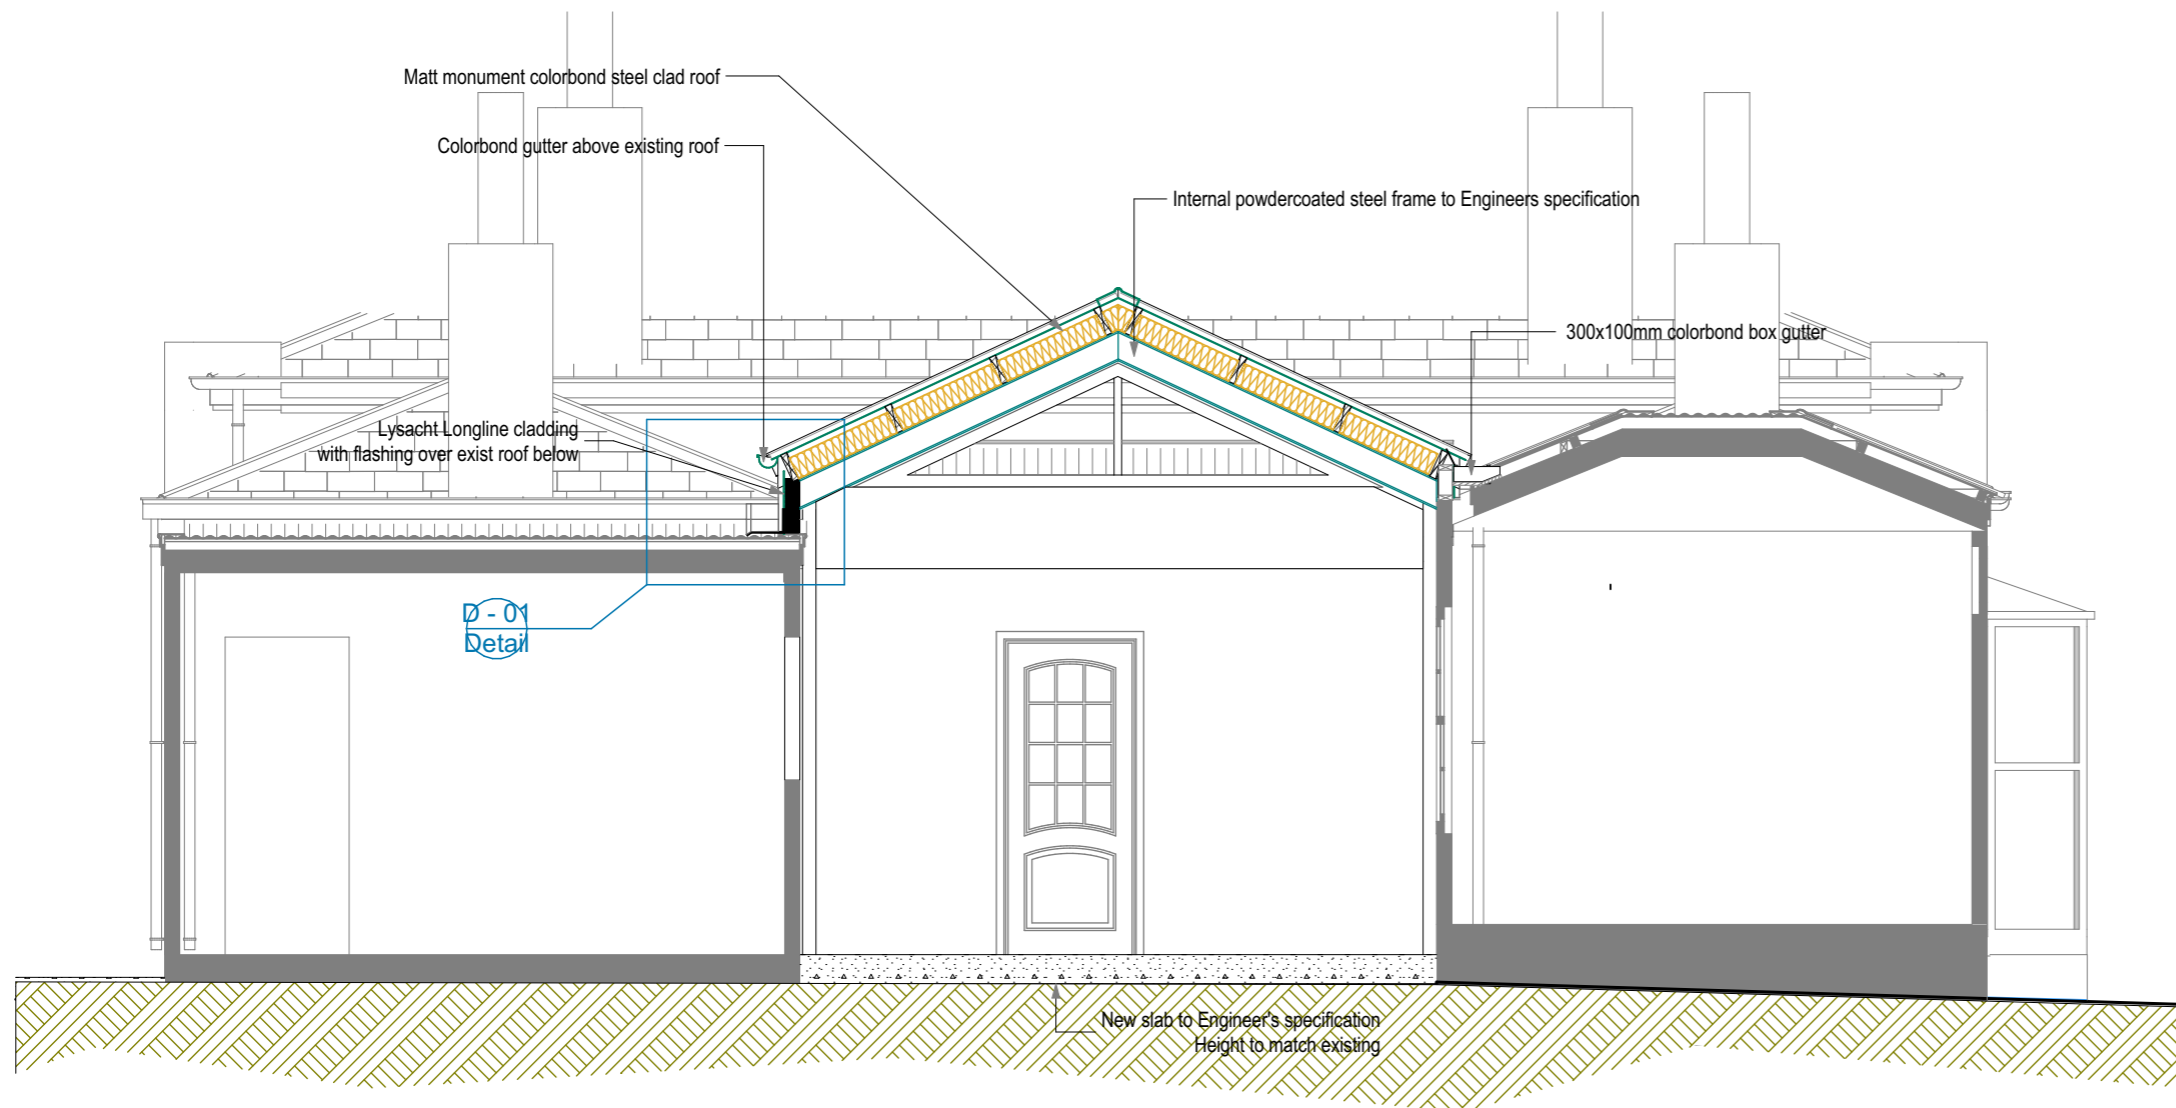 Matt monument colorbond steel clad roof
Colorbond gutter above existing roof
Internal powdercoated steel frame to Engineers specification
300x100mm colorbond box gutter
Lysacht Longline cladding
with flashing over exist roof below
D - 01
Detail
New slab to Engineer's specification
Height to match existing